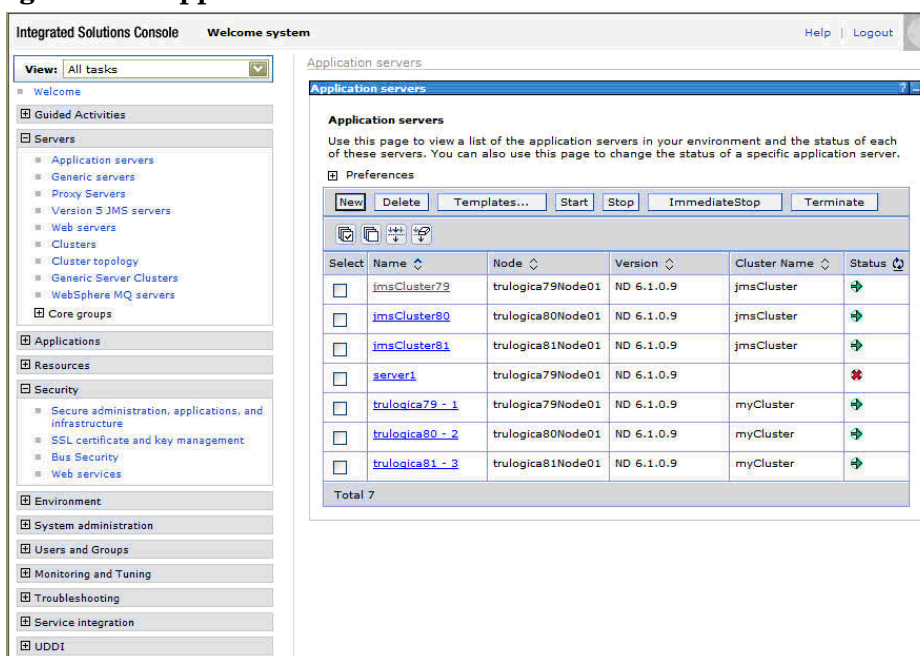 Integrated Solutions Console Welcome system Help | Logout
View: All tasks
Welcome
Guided Activities
Servers
Application servers
Generic servers
Proxy Servers
Version 5 JMS servers
Web servers
Clusters
Cluster topology
Generic Server Clusters
WebSphere MQ servers
Core groups
Applications
Resources
Security
Secure administration, applications, and
infrastructure
SSL certificate and key management
Bus Security
Web services
Environment
System administration
Users and Groups
Monitoring and Tuning
Troubleshooting
Service integration
UDDI
Application servers
Application servers ? -
Application servers
Use this page to view a list of the application servers in your environment and the status of each
of these servers. You can also use this page to change the status of a specific application server.
Preferences
New Delete Templates... Start Stop ImmediateStop Terminate
Select Name Node Version Cluster Name Status
jmsCluster79 trulogica79Node01 ND 6.1.0.9 jmsCluster
jmsCluster80 trulogica80Node01 ND 6.1.0.9 jmsCluster
jmsCluster81 trulogica81Node01 ND 6.1.0.9 jmsCluster
server1 trulogica79Node01 ND 6.1.0.9
trulogica79 - 1 trulogica79Node01 ND 6.1.0.9 myCluster
trulogica80 - 2 trulogica80Node01 ND 6.1.0.9 myCluster
trulogica81 - 3 trulogica81Node01 ND 6.1.0.9 myCluster
Total 7